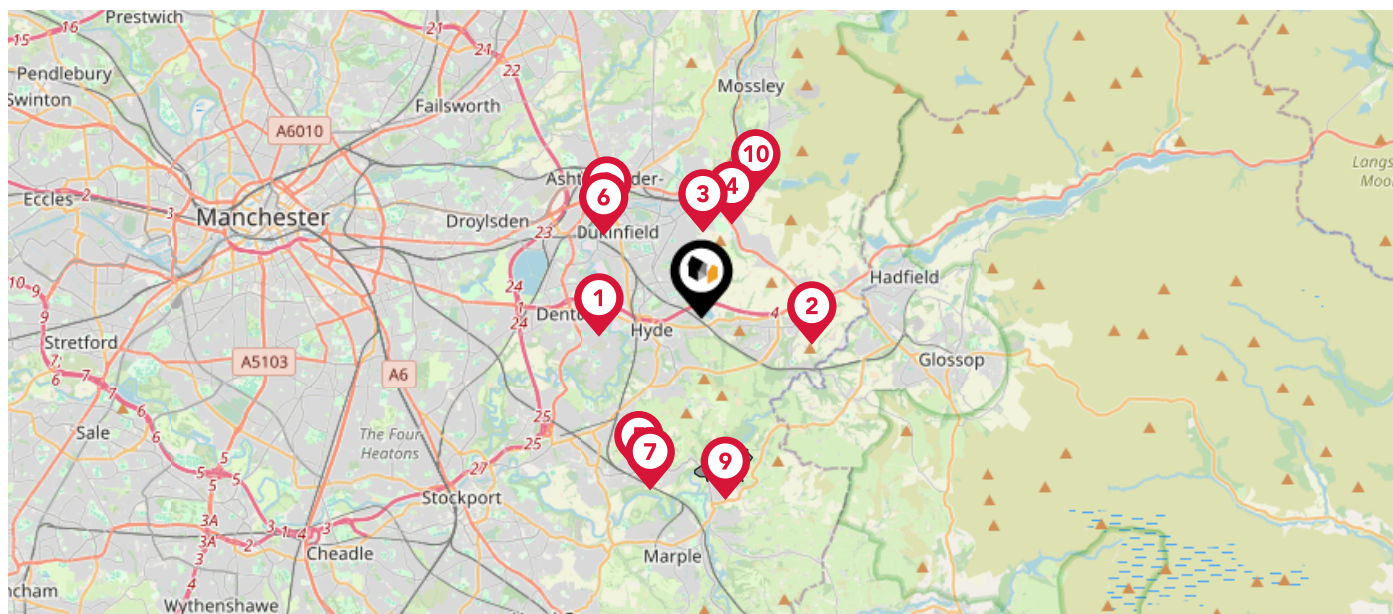 Prestwich
16
15
21
21
22
Pendlebury
Swinton
Failsworth
Mossley
A6010
10
4
3
6
Eccles
2
3
Manchester
Droylsden
23
Dukinfield
Langs
Moo
10
9
9
24
1
24
1
Hyde
4
2
Hadfield
Glossop
Stretford
7
6
7
7
6
6
A5103
A6
Sale
The Four
Heatons
25
25
5
5
5
5
27
7
9
Stockport
3A
3A
3
4
2
3
1
4
3
Cheadle
Marple
Wythenshawe